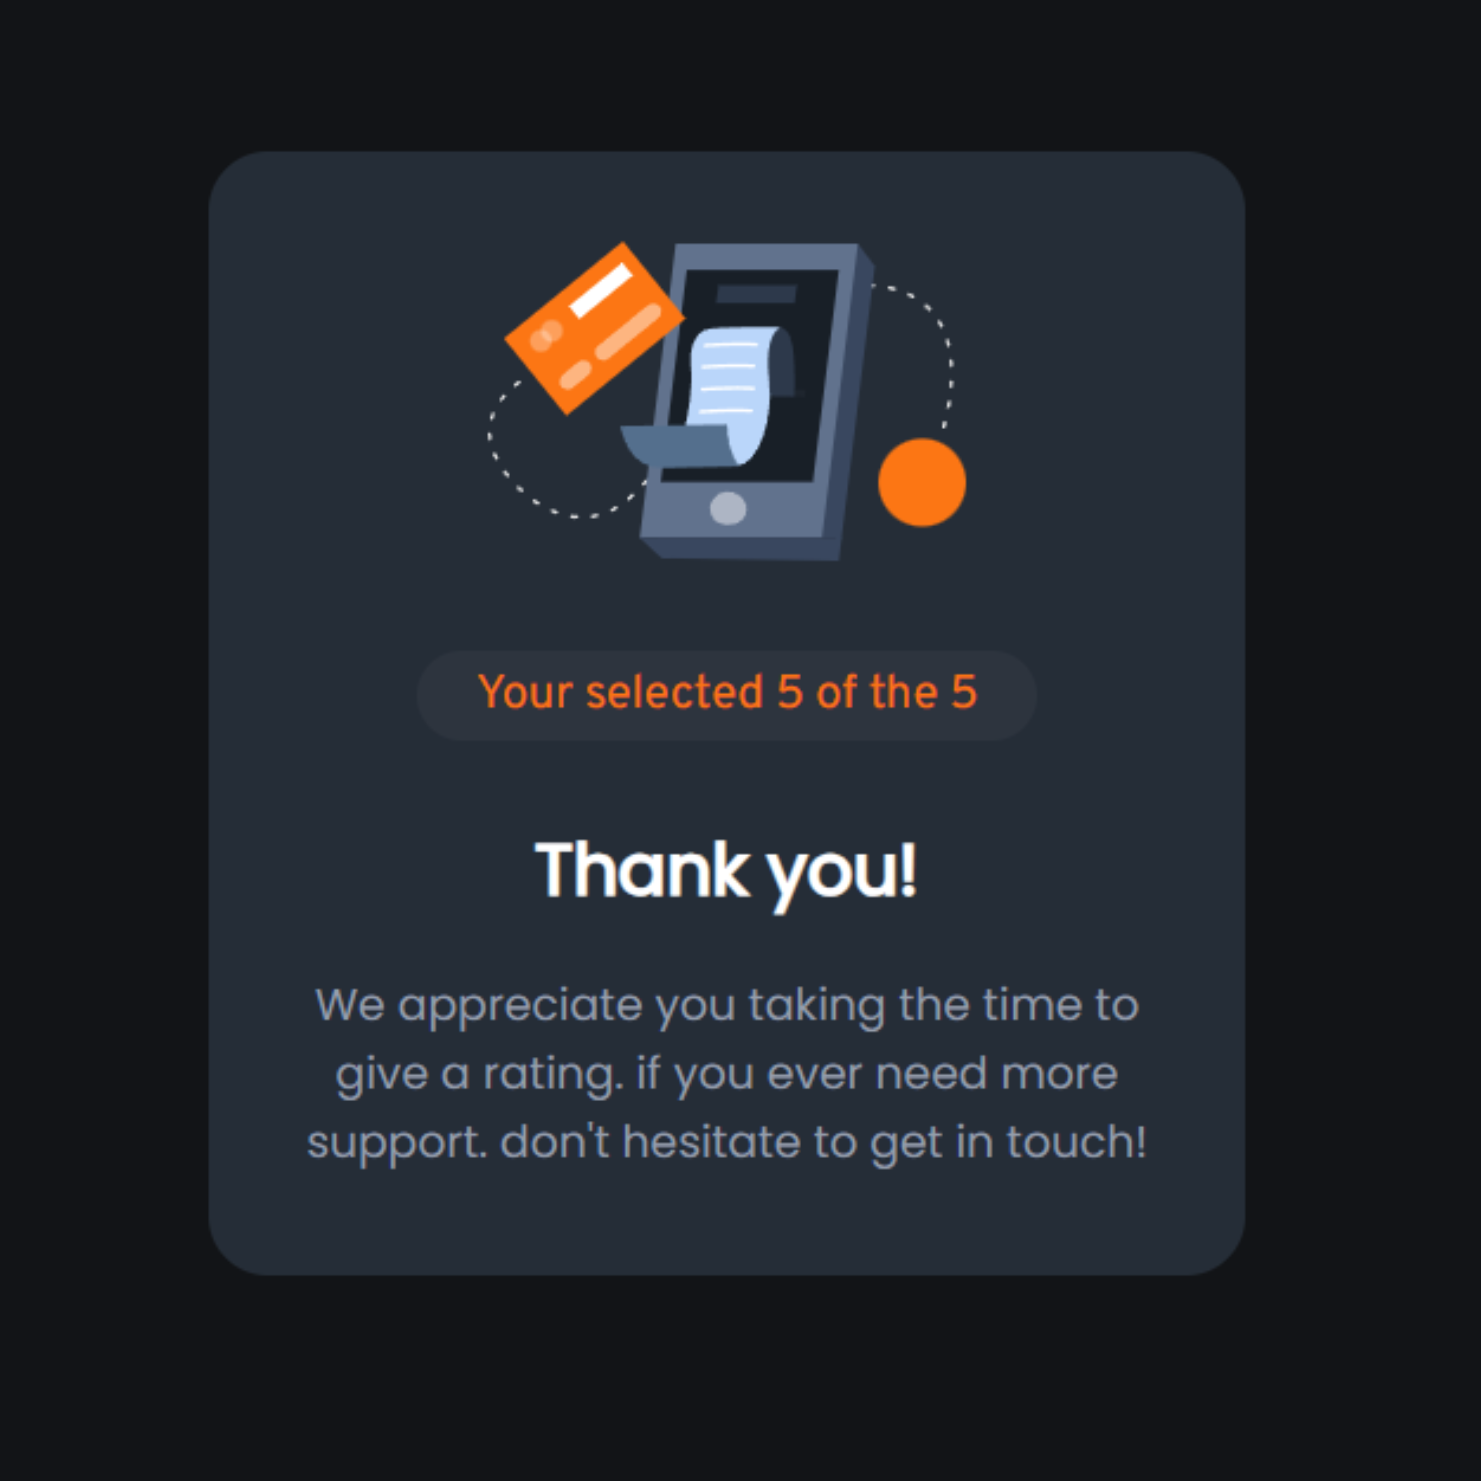 Your selected 5 of the 5
Thank you!
We appreciate you taking the time to
give a rating. if you ever need more
support. don't hesitate to get in touch!